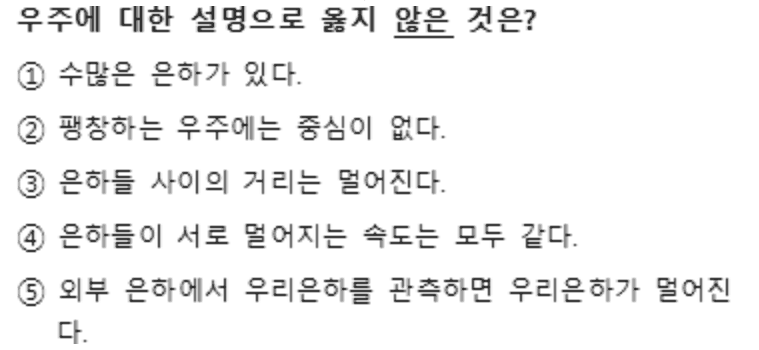 우주에 대한 설명으로 옳지 않은 것은?
① 수많은 은하가 있다.
② 팽창하는 우주에는 중심이 없다.
③ 은하들 사이의 거리는 멀어진다.
④ 은하들이 서로 멀어지는 속도는 모두 같다.
⑤ 외부 은하에서 우리은하를 관측하면 우리은하가 멀어진
다.